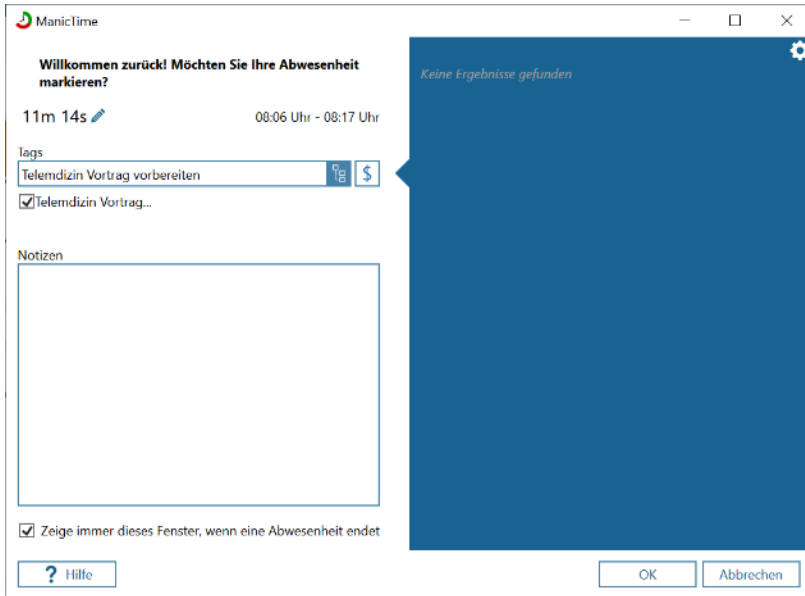 ManicTime
Willkommen zurück! Möchten Sie Ihre Abwesenheit
markieren?
11m 14s
08:06 Uhr - 08:17 Uhr
Tags
Telemdizin Vortrag vorbereiten
$
Telemdizin Vortrag...
Notizen
Zeige immer dieses Fenster, wenn eine Abwesenheit endet
? Hilfe
Keine Ergebnisse gefunden
OK
Abbrechen